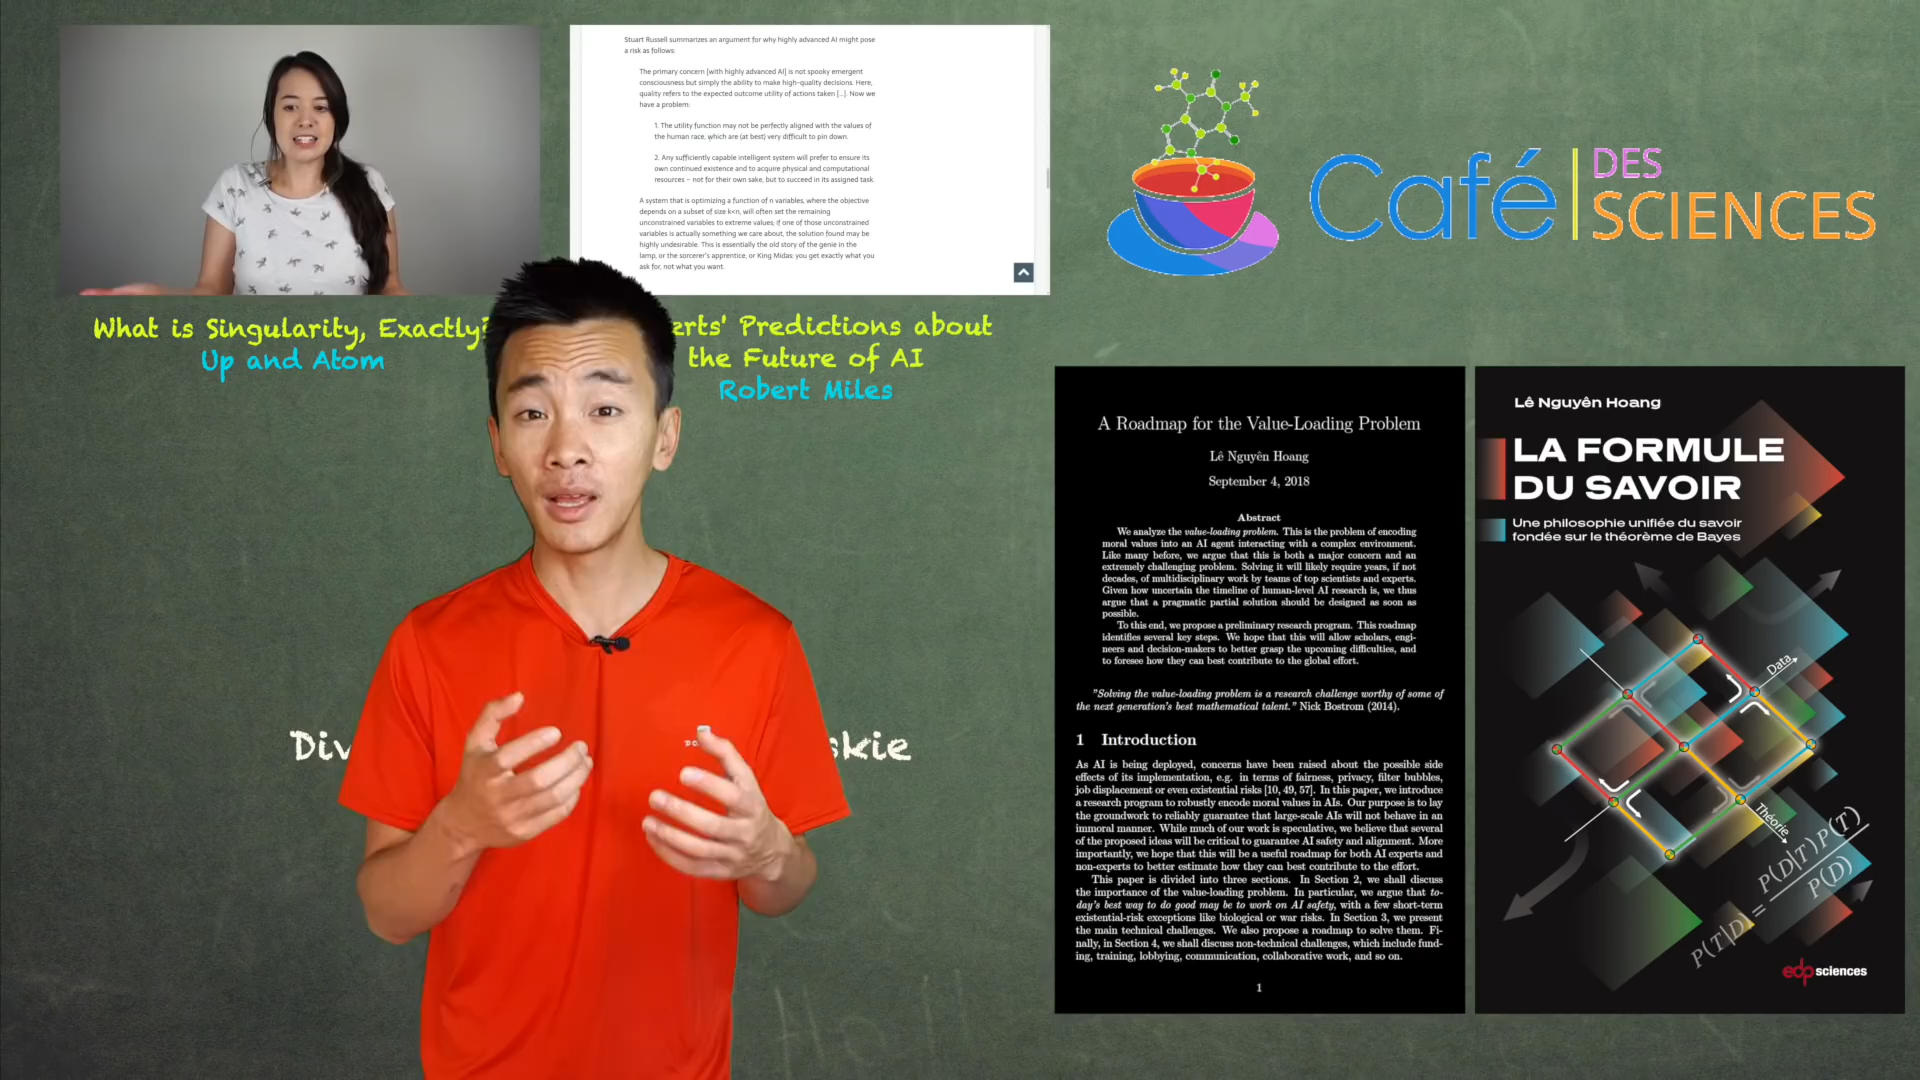 Stuart Russell summarizes an argument for why highly advanced AI might pose
a risk as follows:
The primary concern [with highly advanced AI] is not spooky emergent
consciousness but simply the ability to make high-quality decisions. Here,
quality refers to the expected outcome utility of actions taken [...]. Now we
have a problem:
1. The utility function may not be perfectly aligned with the values of
the human race, which are (at best) very difficult to pin down.
2. Any sufficiently capable intelligent system will prefer to ensure its
own continued existence and to acquire physical and computational
resources – not for their own sake, but to succeed in its assigned task.
A system that is optimizing a function of n variables, where the objective
depends on a subset of size k<n, will often set the remaining
unconstrained variables to extreme values; if one of those unconstrained
variables is actually something we care about, the solution found may be
highly undesirable. This is essentially the old story of the genie in the
lamp, or the sorcerer's apprentice, or King Midas: you get exactly what you
ask for, not what you want.
What is Singularity, Exactly?
Up and Atom
erts' Predictions about
the Future of AI
Robert Miles
Div
skie
Café
DES
SCIENCES
A Roadmap for the Value-Loading Problem
Lê Nguyên Hoang
September 4, 2018
Abstract
We analyze the value-loading problem. This is the problem of encoding
moral values into an AI agent interacting with a complex environment.
Like many before, we argue that this is both a major concern and an
extremely challenging problem. Solving it will likely require years, if not
decades, of multidisciplinary work by teams of top scientists and experts.
Given how uncertain the timeline of human-level AI research is, we thus
argue that a pragmatic partial solution should be designed as soon as
possible.
To this end, we propose a preliminary research program. This roadmap
identifies several key steps. We hope that this will allow scholars, engi-
neers and decision-makers to better grasp the upcoming difficulties, and
to foresee how they can best contribute to the global effort.
"Solving the value-loading problem is a research challenge worthy of some of
the next generation's best mathematical talent." Nick Bostrom (2014).
1 Introduction
As AI is being deployed, concerns have been raised about the possible side
effects of its implementation, e.g. in terms of fairness, privacy, filter bubbles,
job displacement or even existential risks [10, 49, 57]. In this paper, we introduce
a research program to robustly encode moral values in AIs. Our purpose is to lay
the groundwork to reliably guarantee that large-scale AIs will not behave in an
immoral manner. While much of our work is speculative, we believe that several
of the proposed ideas will be critical to guarantee AI safety and alignment. More
importantly, we hope that this will be a useful roadmap for both AI experts and
non-experts to better estimate how they can best contribute to the effort.
This paper is divided into three sections. In Section 2, we shall discuss
the importance of the value-loading problem. In particular, we argue that to-
day's best way to do good may be to work on AI safety, with a few short-term
existential-risk exceptions like biological or war risks. In Section 3, we present
the main technical challenges. We also propose a roadmap to solve them. Fi-
nally, in Section 4, we shall discuss non-technical challenges, which include fund-
ing, training, lobbying, communication, collaborative work, and so on.
1
Lê Nguyên Hoang
LA FORMULE
DU SAVOIR
Une philosophie unifiée du savoir
fondée sur le théorème de Bayes
Data
Théorie
P(T|D) = P(D|T)P(T)
P(D)
edp sciences